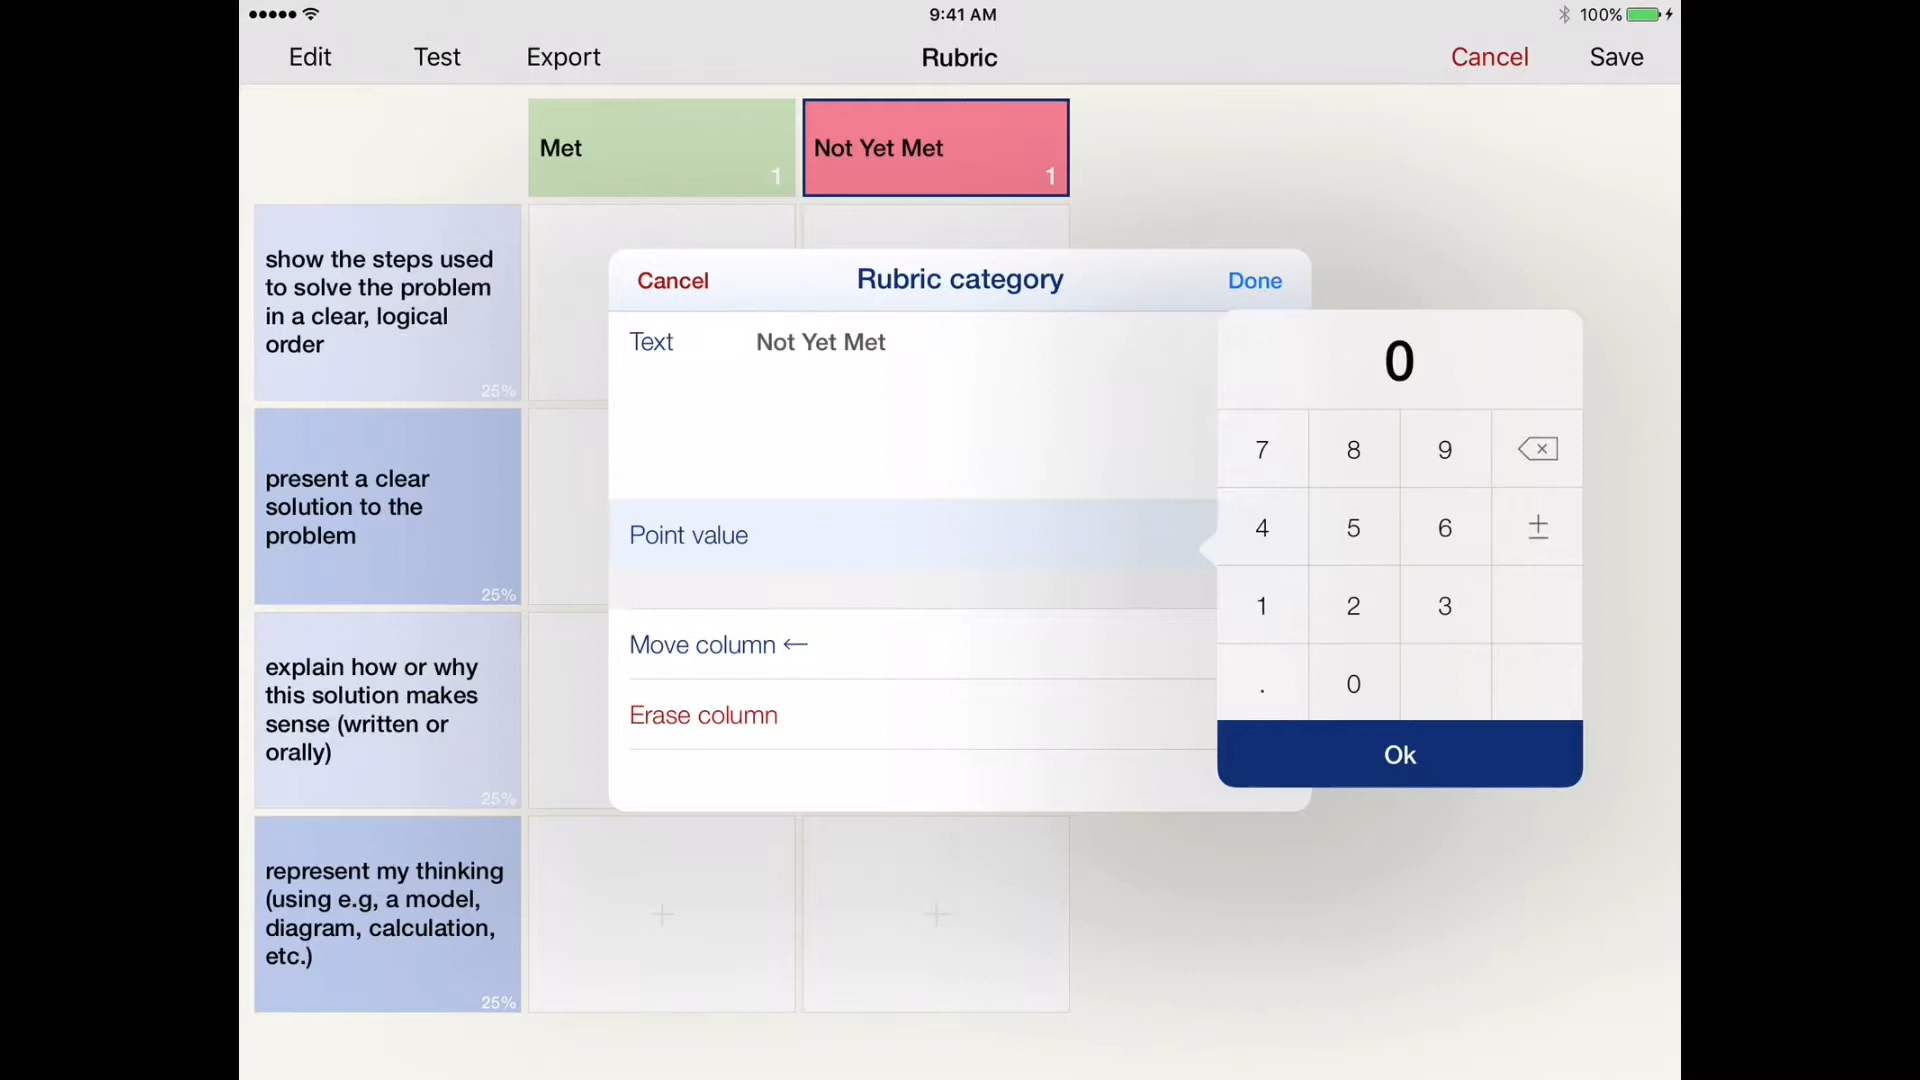 9:41 AM
100%
Edit
Test
Export
Rubric
Cancel
Save
Met
1
Not Yet Met
1
show the steps used
to solve the problem
in a clear, logical
order
25%
present a clear
solution to the
problem
25%
explain how or why
this solution makes
sense (written or
orally)
25%
represent my thinking
(using e.g, a model,
diagram, calculation,
etc.)
25%
+
+
Cancel
Rubric category
Done
Text
Not Yet Met
Point value
Move column ←
Erase column
0
7 8 9
4 5 6 ±
1 2 3
. 0
Ok